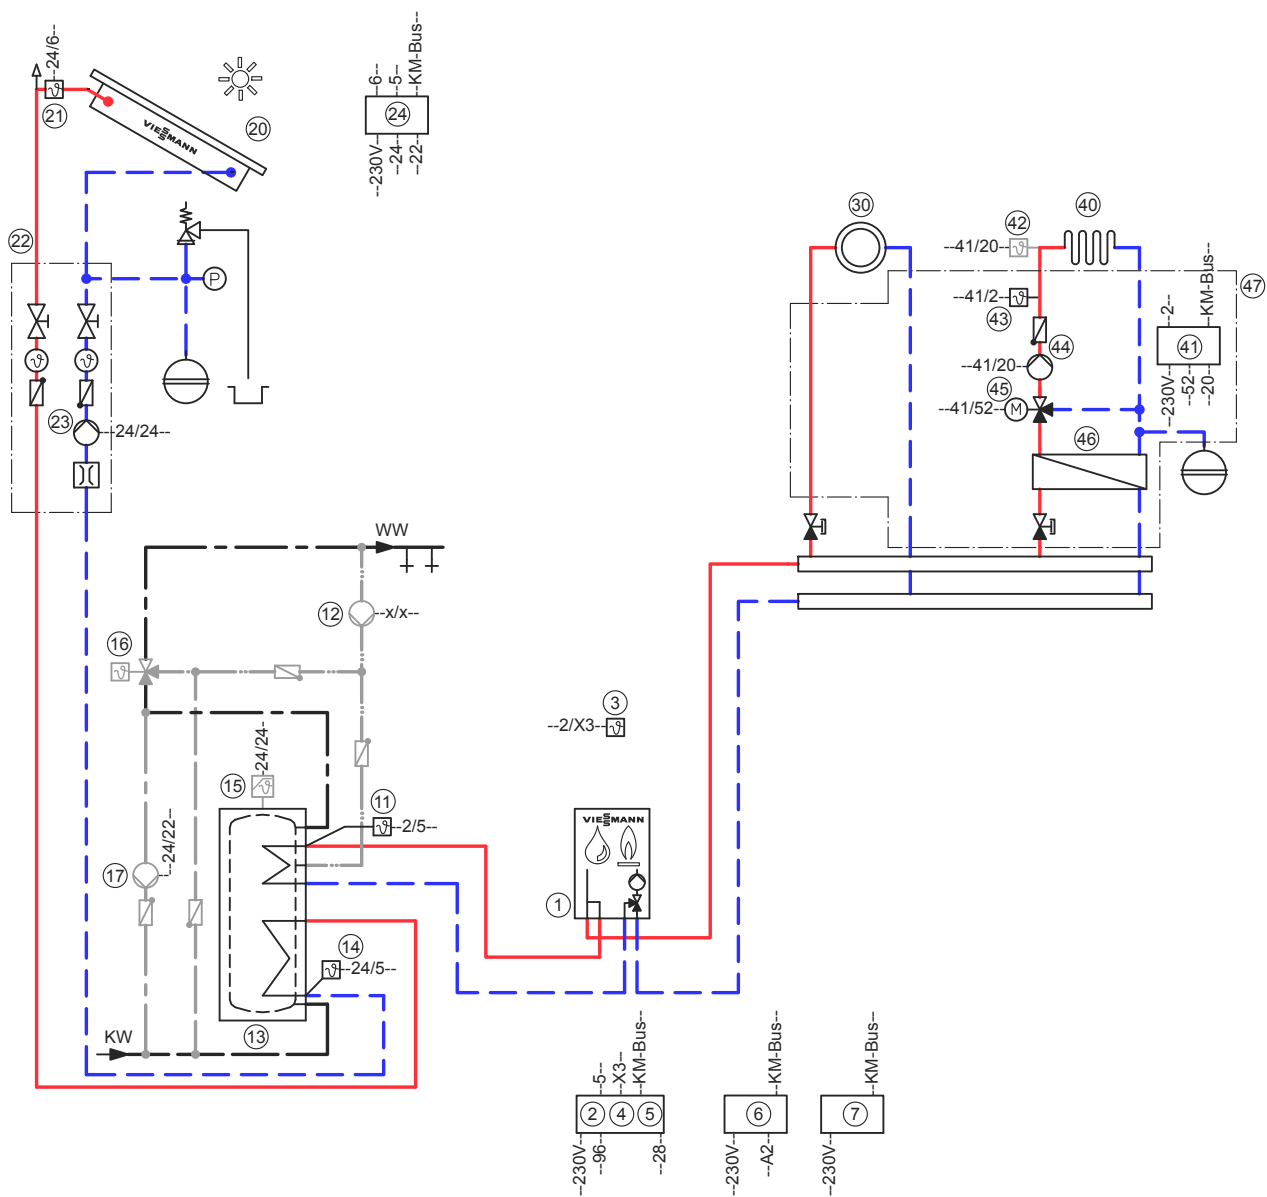 --24/6--
21
20
VIESSMANN
--6--
--5--
--KM-Bus--
24
--230V--
--24--
--22--
22
P
23
--24/24--
30
42
40
--41/20--
47
--41/2--
43
44
--41/20--
45
--41/52--
M
46
--2--
--KM-Bus--
41
--230V--
--52--
--20--
WW
12
--x/x--
16
3
--2/X3--
--24/24--
15
11
--2/5--
VIESSMANN
--24/22--
17
1
14
--24/5--
KW
13
--5--
--X3--
--KM-Bus--
2 4 5
--230V--
--96--
--28--
--KM-Bus--
6
--230V--
--A2--
--KM-Bus--
7
--230V--